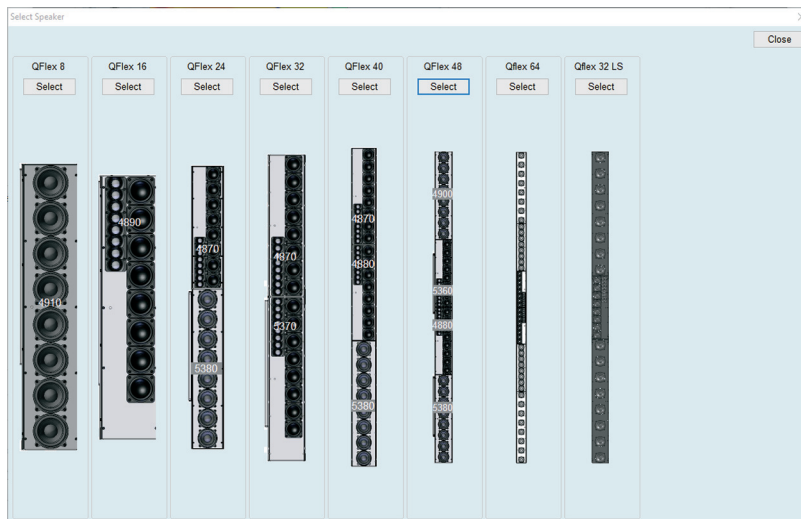 Select Speaker
Close
QFlex 8
QFlex 16
QFlex 24
QFlex 32
QFlex 40
QFlex 48
Qflex 64
Qflex 32 LS
Select
Select
Select
Select
Select
Select
Select
Select
4910
4890
4870
5380
4870
5370
4870
4880
5380
4900
5360
4880
5380